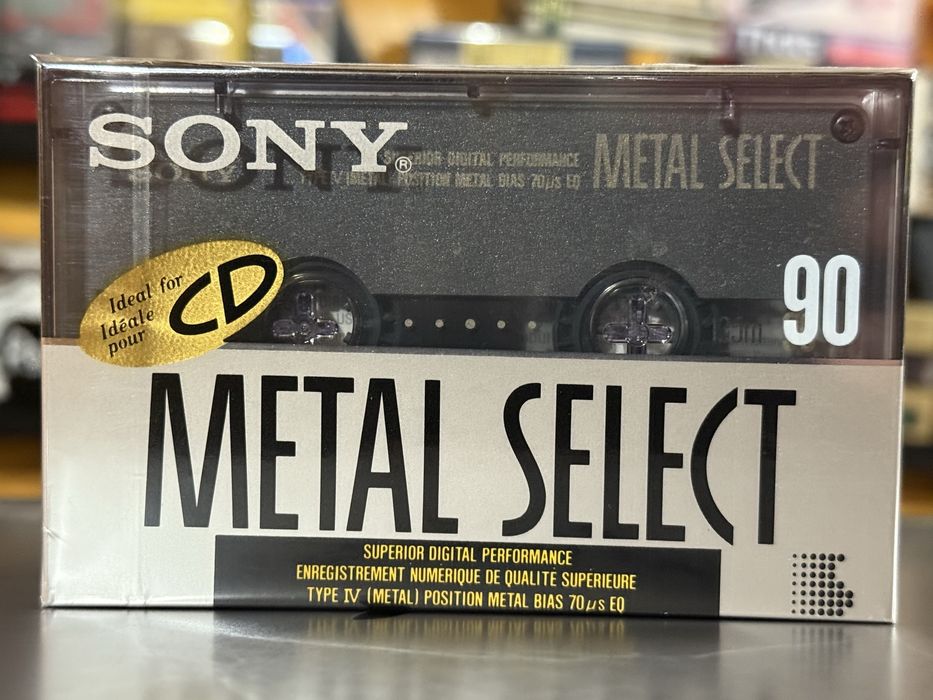 SONY®
SUPERIOR DIGITAL PERFORMANCE
TYPE IV (METAL) POSITION METAL BIAS 70μs EQ
METAL SELECT
Ideal for
Idéale
pour
CD
90
METAL SELECT
SUPERIOR DIGITAL PERFORMANCE
ENREGISTREMENT NUMERIQUE DE QUALITÉ SUPERIEURE
TYPE IV (METAL) POSITION METAL BIAS 70μs EQ